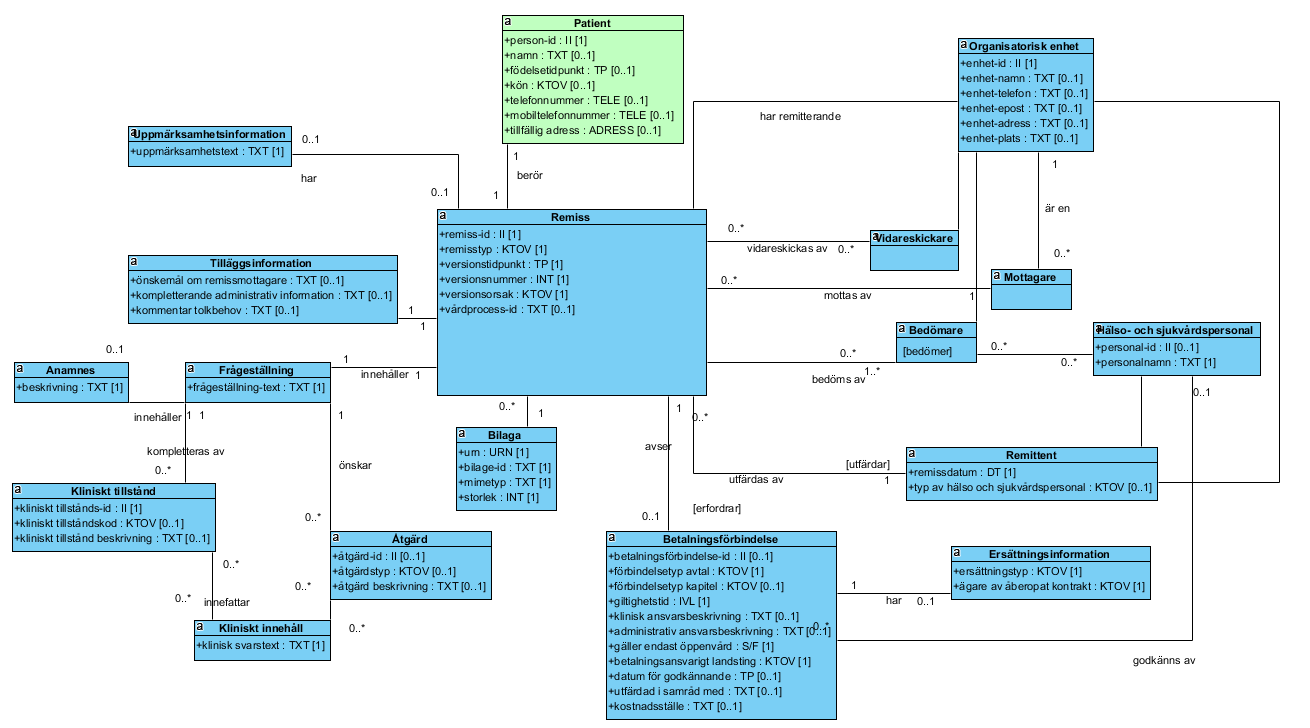 a Patient
+person-id : II [1]
+namn : TXT [0..1]
+födelsetidpunkt : TP [0..1]
+kön : KTOV [0..1]
+telefonnummer : TELE [0..1]
+mobiltelefonnummer : TELE [0..1]
+tillfällig adress : ADRESS [0..1]
a Organisatorisk enhet
+enhet-id : II [1]
+enhet-namn : TXT [0..1]
+enhet-telefon : TXT [0..1]
+enhet-epost : TXT [0..1]
+enhet-adress : TXT [0..1]
+enhet-plats : TXT [0..1]
har remitterande
a Uppmärksamhetsinformation
+uppmärksamhetstext : TXT [1]
0..1
har
0..1
1
berör
1
1
är en
0..*
a Remiss
+remiss-id : II [1]
+remisstyp : KTOV [1]
+versionstidpunkt : TP [1]
+versionsnummer : INT [1]
+versionsorsak : KTOV [1]
+vårdprocess-id : TXT [0..1]
0..*
vidareskickas av
0..*
a Vidareskickare
a Mottagare
0..*
mottas av
1
a Tilläggsinformation
+önskemål om remissmottagare : TXT [0..1]
+kompletterande administrativ information : TXT [0..1]
+kommentar tolkbehov : TXT [0..1]
1
1
a Bedömare
[bedömer]
0..*
bedöms av
1..*
0..*
0..*
a Hälso- och sjukvårdspersonal
+personal-id : II [0..1]
+personalnamn : TXT [1]
0..1
0..1
a Anamnes
+beskrivning : TXT [1]
a Frågeställning
+frågeställning-text : TXT [1]
1
innehåller
1
innehåller
1
1
1
kompletteras av
0..*
önskar
0..*
0..*
1
a Bilaga
+urn : URN [1]
+bilage-id : TXT [1]
+mimetyp : TXT [1]
+storlek : INT [1]
1
avser
0..1
[erfordrar]
0..*
utfärdas av
[utfärdar]
1
a Remittent
+remissdatum : DT [1]
+typ av hälso och sjukvårdspersonal : KTOV [0..1]
a Kliniskt tillstånd
+kliniskt tillstånds-id : II [1]
+kliniskt tillståndskod : KTOV [0..1]
+kliniskt tillstånd beskrivning : TXT [0..1]
0..*
0..*
innefattar
a Åtgärd
+åtgärd-id : II [0..1]
+åtgärdstyp : KTOV [0..1]
+åtgärd beskrivning : TXT [0..1]
0..*
0..*
a Kliniskt innehåll
+klinisk svarstext : TXT [1]
a Betalningsförbindelse
+betalningsförbindelse-id : II [0..1]
+förbindelsetyp avtal : KTOV [1]
+förbindelsetyp kapitel : KTOV [0..1]
+giltighetstid : IVL [1]
+klinisk ansvarsbeskrivning : TXT [0..1]
+administrativ ansvarsbeskrivning : TXT [0..1]
+gäller endast öppenvård : S/F [1]
+betalningsansvarigt landsting : KTOV [1]
+datum för godkännande : TP [0..1]
+utfärdad i samråd med : TXT [0..1]
+kostnadsställe : TXT [0..1]
0..*
1
har
0..1
a Ersättningsinformation
+ersättningstyp : KTOV [1]
+ägare av åberopat kontrakt : KTOV [1]
godkänns av